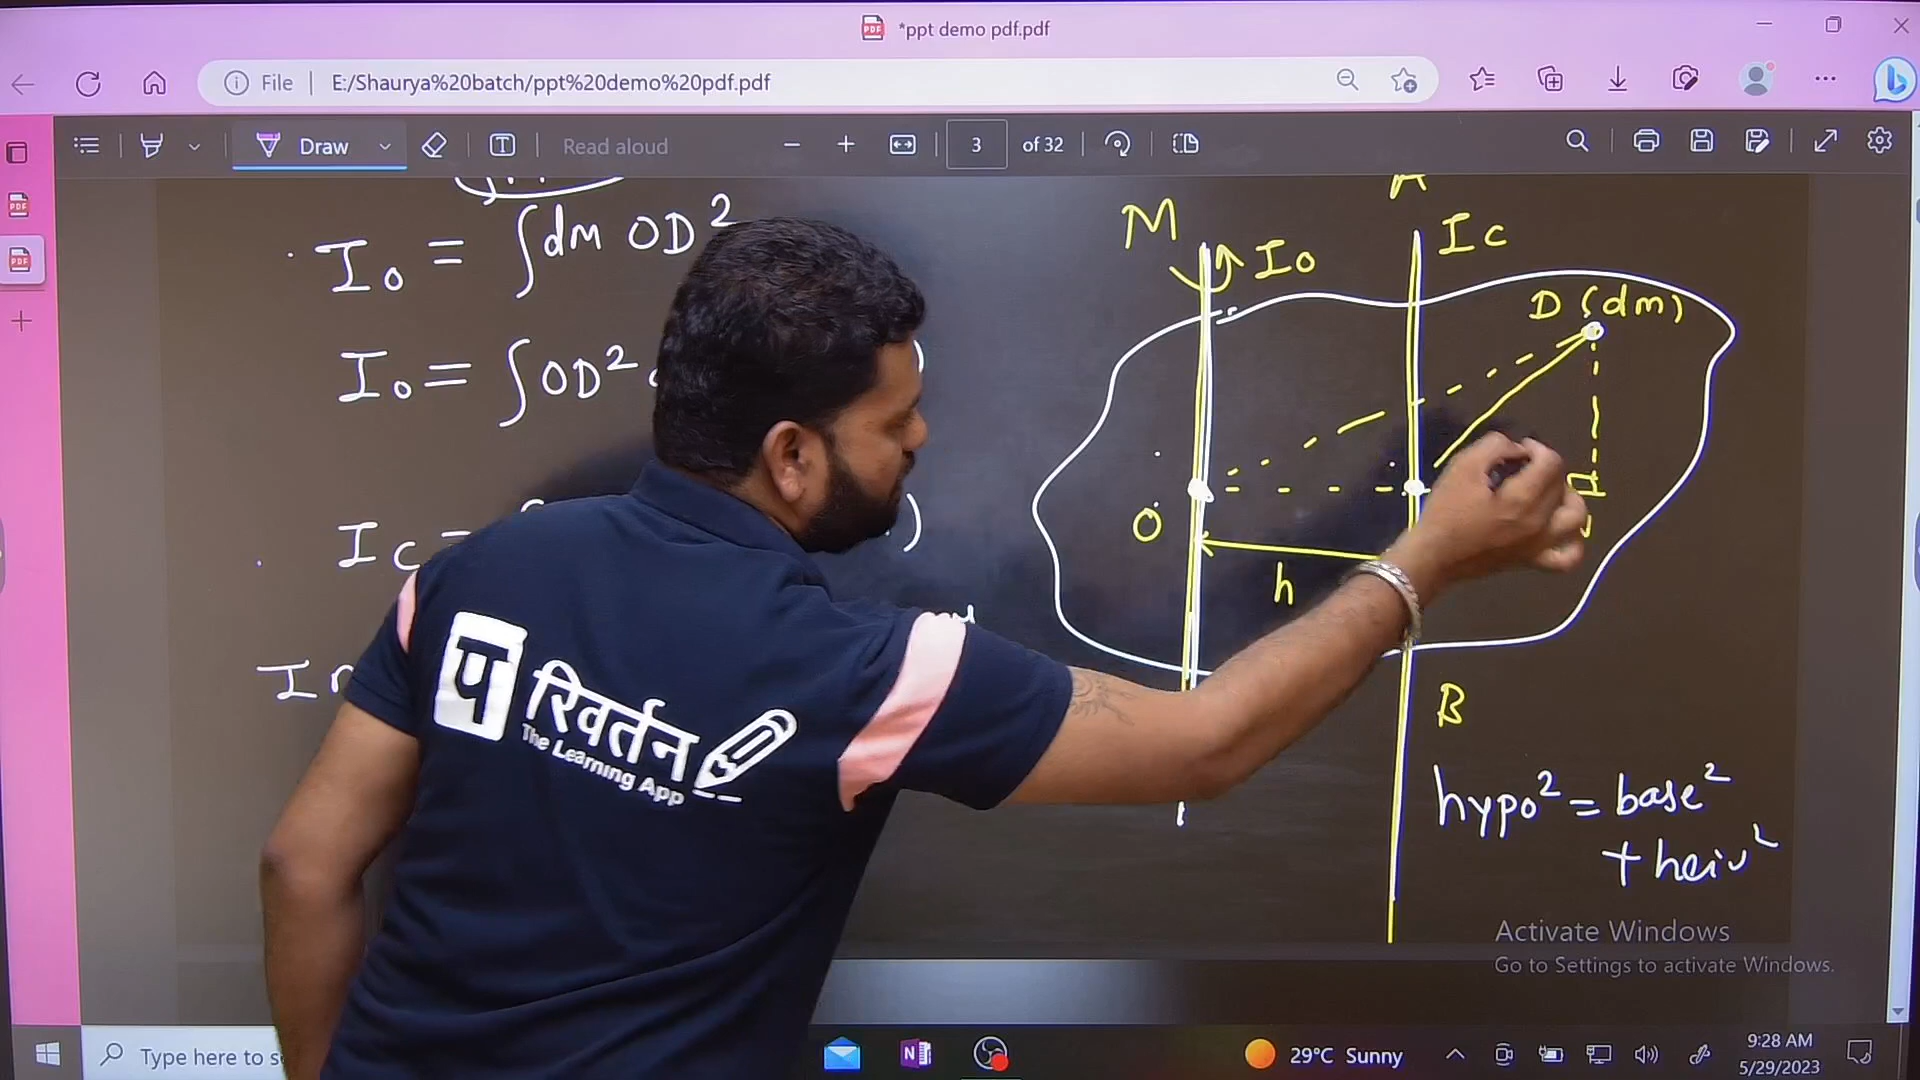 *ppt demo pdf.pdf
File E:/Shaurya%20batch/ppt%20demo%20pdf.pdf
Draw
T
Read aloud
3 of 32
I₀ = ∫dm OD²
I₀ = ∫OD²
I_C =
M
I₀
I_C
D (dm)
O
h
B
hypo² = base²
प
रिवर्तन
The Learning App
Activate Windows
Go to Settings to activate Windows.
Type here to s
29°C Sunny
9:28 AM
5/29/2023